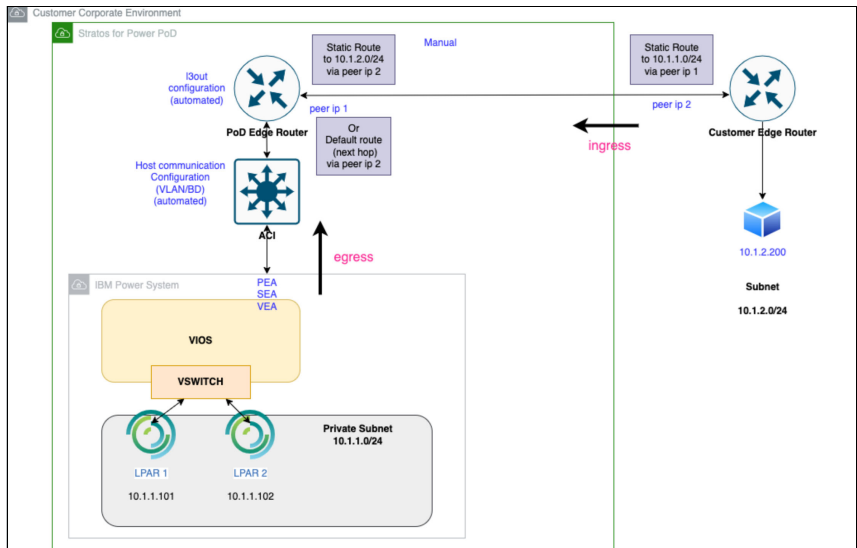 Customer Corporate Environment
Stratos for Power PoD
Static Route
to 10.1.2.0/24
via peer ip 2
Manual
Static Route
to 10.1.1.0/24
via peer ip 1
l3out
configuration
(automated)
peer ip 1
peer ip 2
PoD Edge Router
Customer Edge Router
Or
Default route
(next hop)
via peer ip 2
ingress
Host communication
Configuration
(VLAN/BD)
(automated)
ACI
egress
10.1.2.200
Subnet
10.1.2.0/24
IBM Power System
PEA
SEA
VEA
VIOS
VSWITCH
Private Subnet
10.1.1.0/24
LPAR 1
LPAR 2
10.1.1.101
10.1.1.102